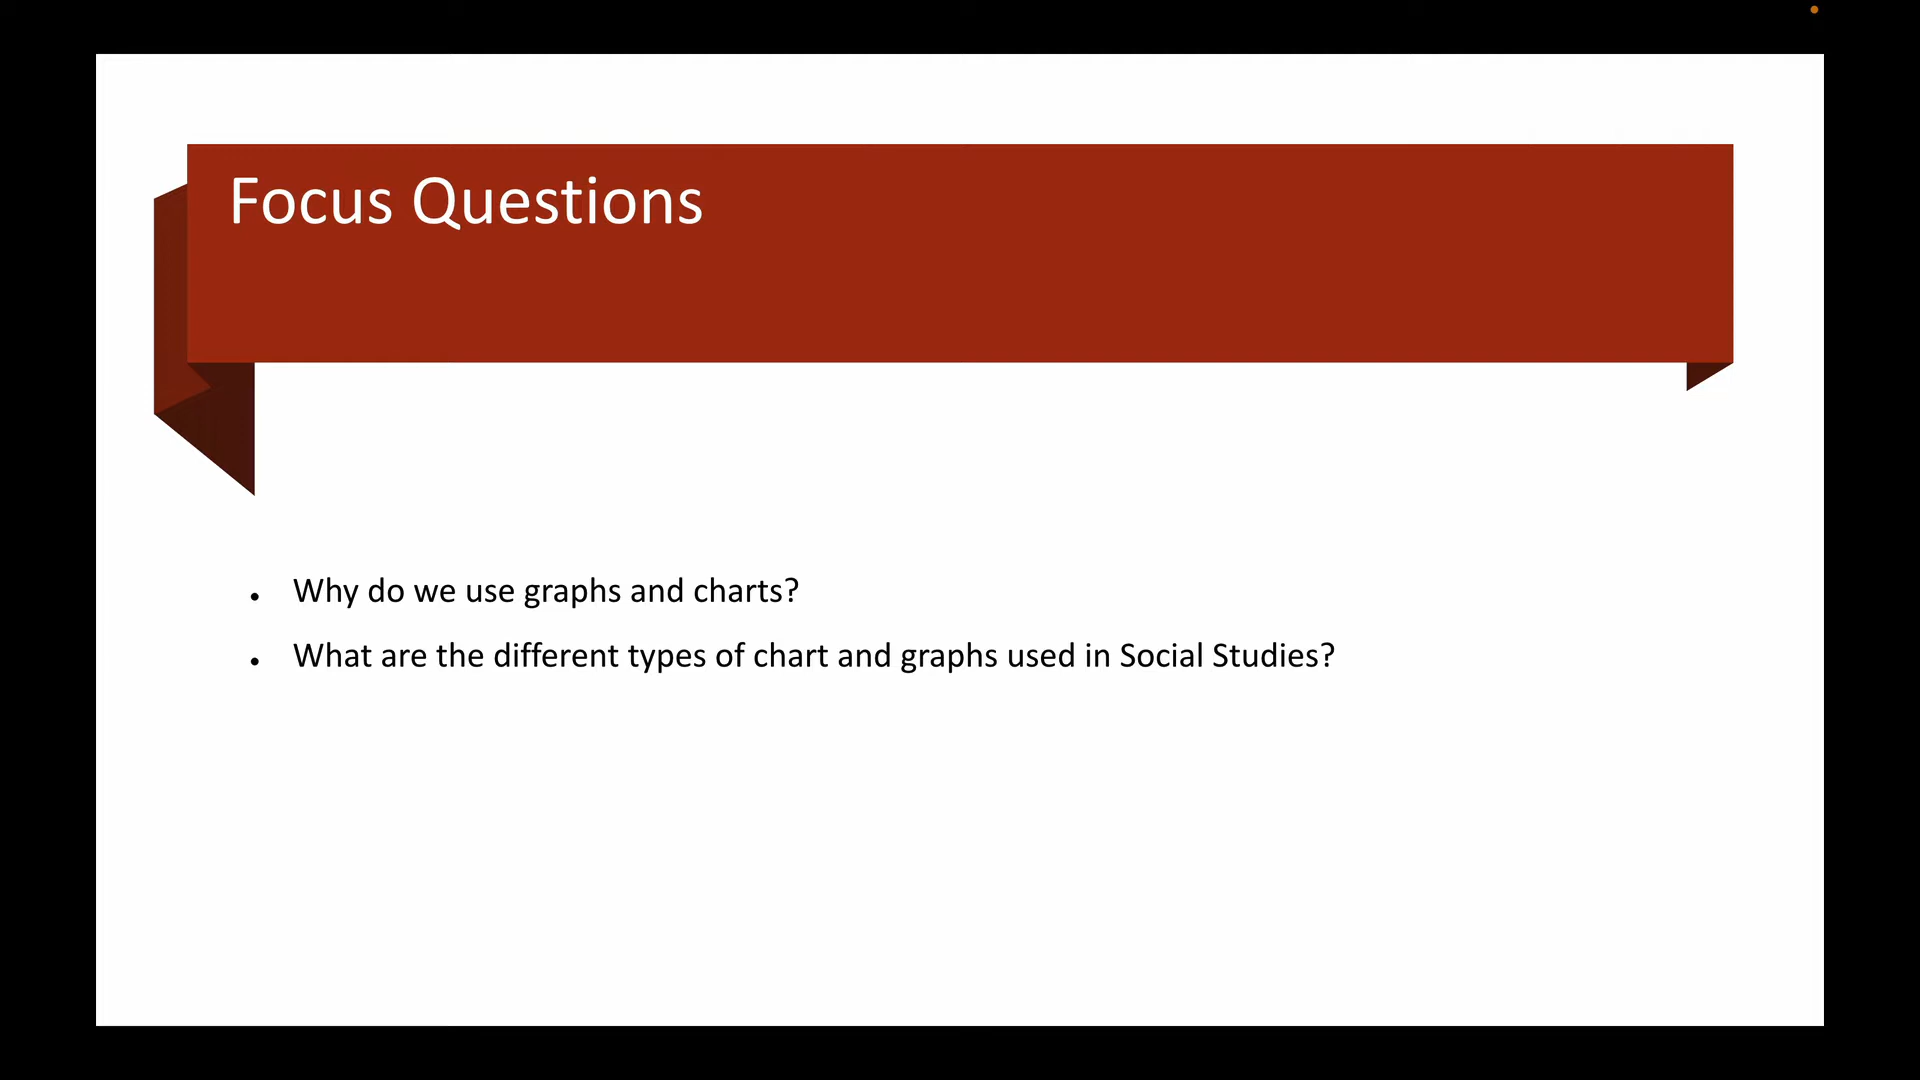 Focus Questions
• Why do we use graphs and charts?
• What are the different types of chart and graphs used in Social Studies?